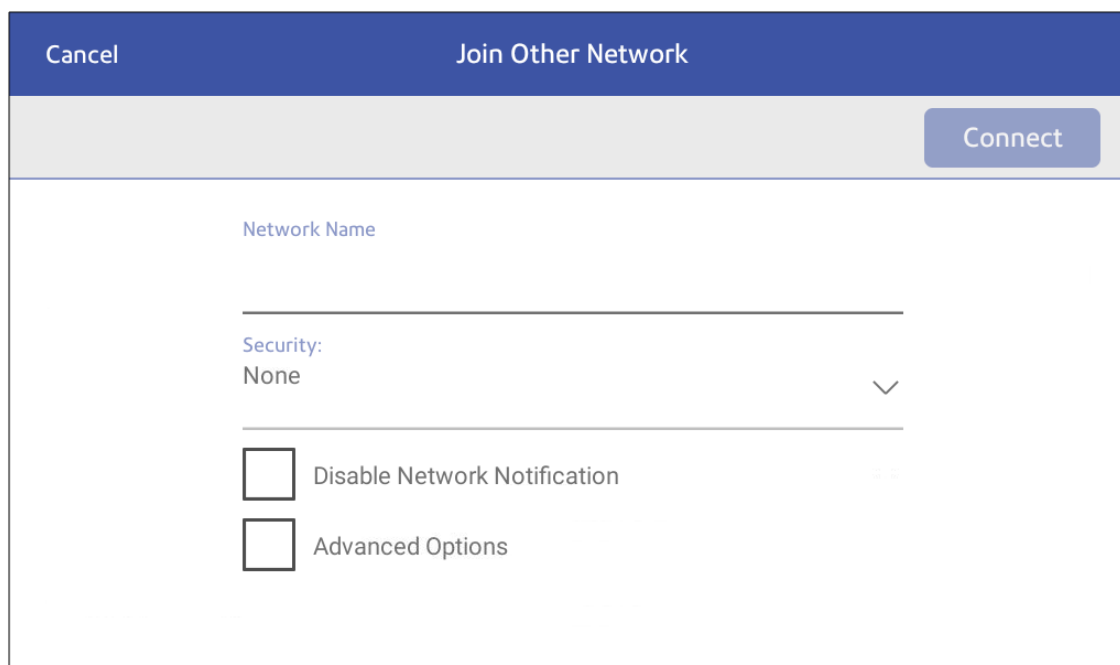 Cancel
Join Other Network
Connect
Network Name
Security:
None
Disable Network Notification
Advanced Options